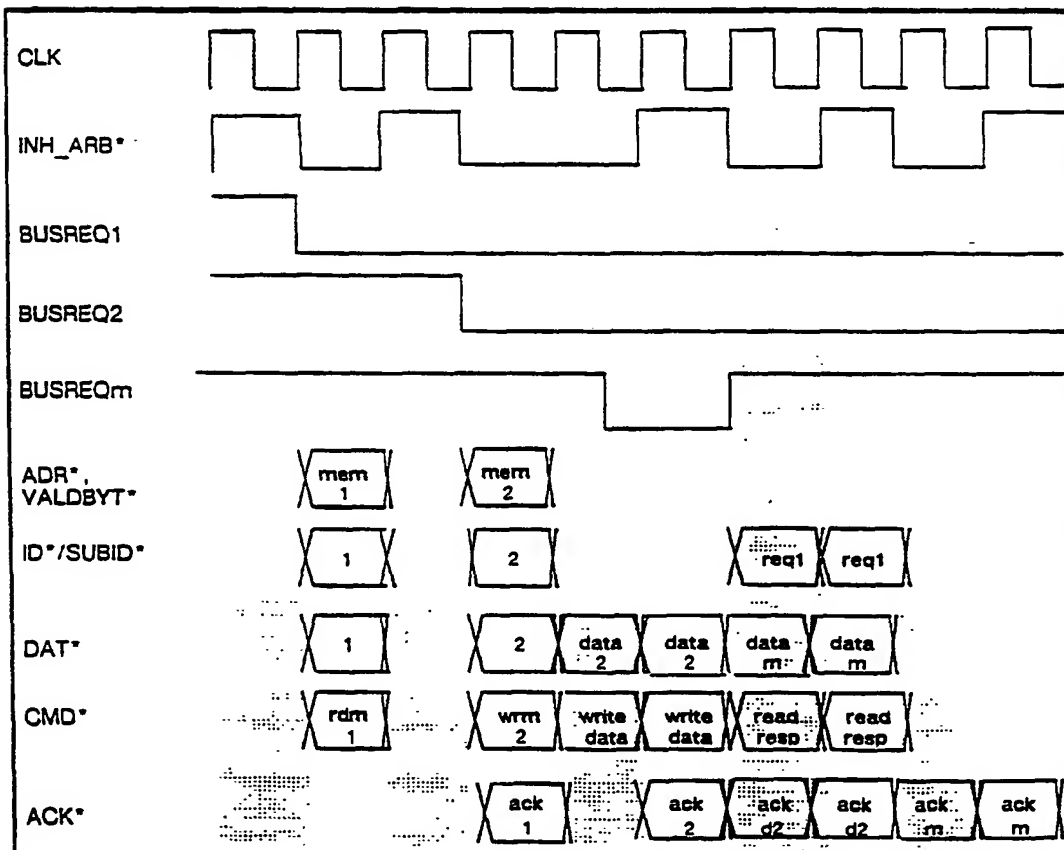 CLK
INH_ARB*
BUSREQ1
BUSREQ2
BUSREQm
ADR*,
VALDBYT*
mem
1
mem
2
ID*/SUBID*
1
2
req1
req1
DAT*
1
2
data
2
data
2
data
m
data
m
CMD*
rdm
1
wrm
2
write
data
write
data
read
resp
read
resp
ACK*
ack
1
ack
2
ack
d2
ack
d2
ack
m
ack
m